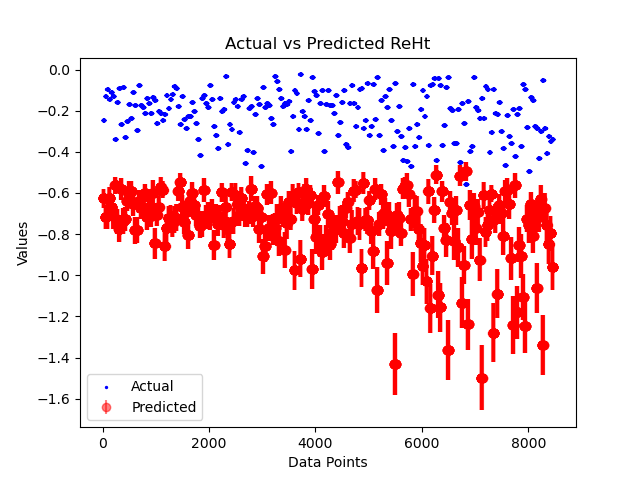 Actual vs Predicted ReHt
0.0
−0.2
−0.4
−0.6
−0.8
−1.0
−1.2
−1.4
−1.6
Values
Actual
Predicted
0 2000 4000 6000 8000
Data Points